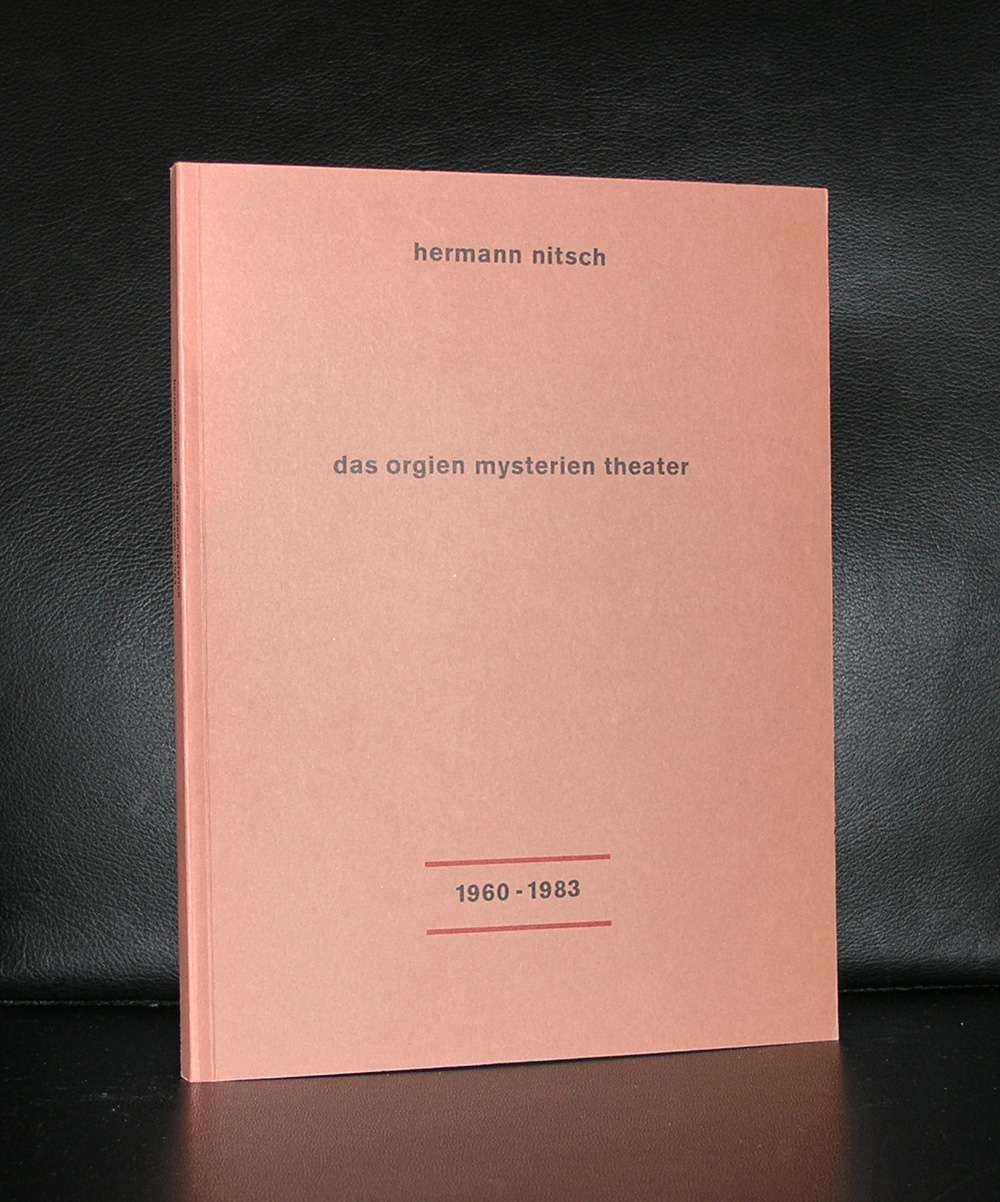 hermann nitsch
das orgien mysterien theater
1960 - 1983